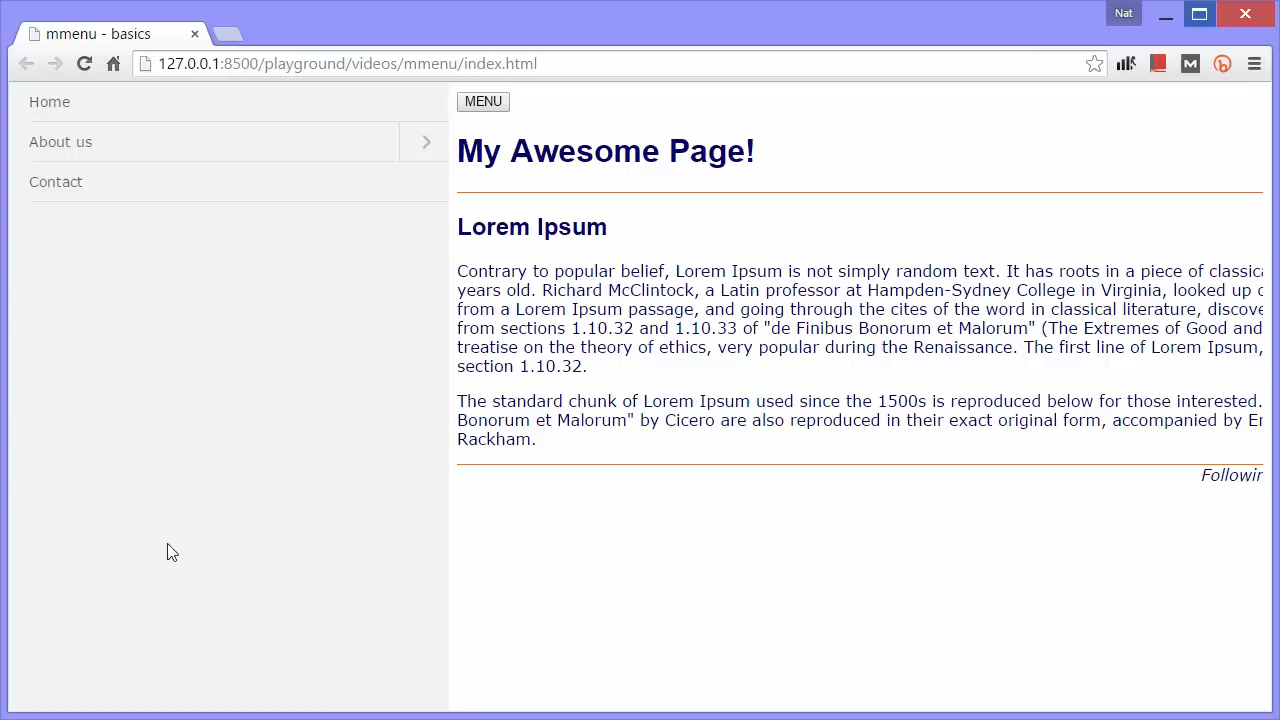 Nat
mmenu - basics
127.0.0.1:8500/playground/videos/mmenu/index.html
Home
About us
Contact
MENU
My Awesome Page!
Lorem Ipsum
Contrary to popular belief, Lorem Ipsum is not simply random text. It has roots in a piece of
years old. Richard McClintock, a Latin professor at Hampden-Sydney College in Virginia, looked up
from a Lorem Ipsum passage, and going through the cites of the word in classical literature,
from sections 1.10.32 and 1.10.33 of "de Finibus Bonorum et Malorum" (The Extremes of Good and
treatise on the theory of ethics, very popular during the Renaissance. The first line of Lorem Ipsum,
section 1.10.32.
The standard chunk of Lorem Ipsum used since the 1500s is reproduced below for those interested.
Bonorum et Malorum" by Cicero are also reproduced in their exact original form, accompanied by
Rackham.